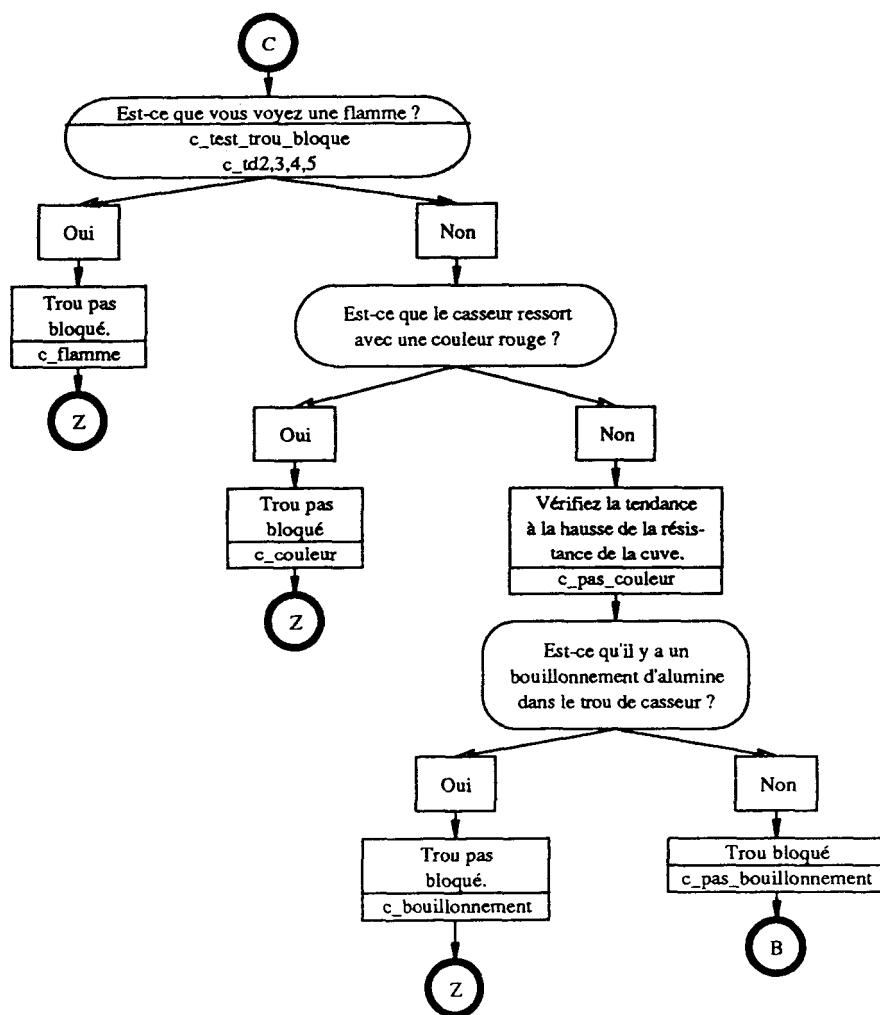 C
Est-ce que vous voyez une flamme ?
c_test_trou_bloque
c_td2,3,4,5
Oui
Non
Trou pas
bloqué.
c_flamme
Z
Est-ce que le casseur ressort
avec une couleur rouge ?
Oui
Non
Trou pas
bloqué
c_couleur
Z
Vérifiez la tendance
à la hausse de la résis-
tance de la cuve.
c_pas_couleur
Est-ce qu'il y a un
bouillonnement d'alumine
dans le trou de casseur ?
Oui
Non
Trou pas
bloqué.
c_bouillonnement
Z
Trou bloqué
c_pas_bouillonnement
B